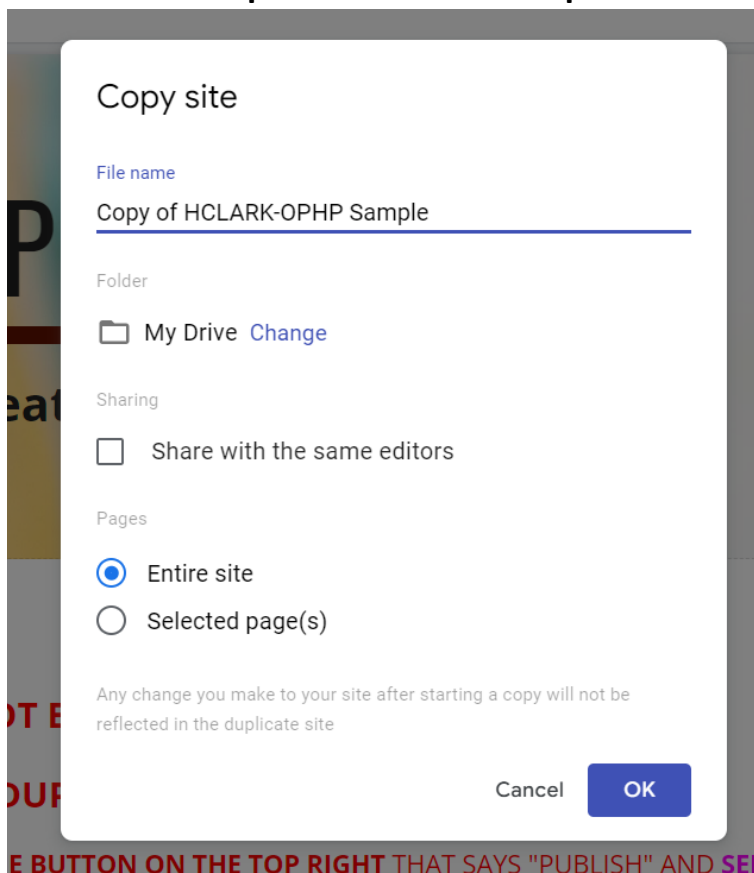 Copy site
File name
Copy of HCLARK-OPHP Sample
Folder
My Drive Change
Sharing
Share with the same editors
Pages
Entire site
Selected page(s)
Any change you make to your site after starting a copy will not be
reflected in the duplicate site
Cancel OK
E BUTTON ON THE TOP RIGHT THAT SAYS "PUBLISH" AND